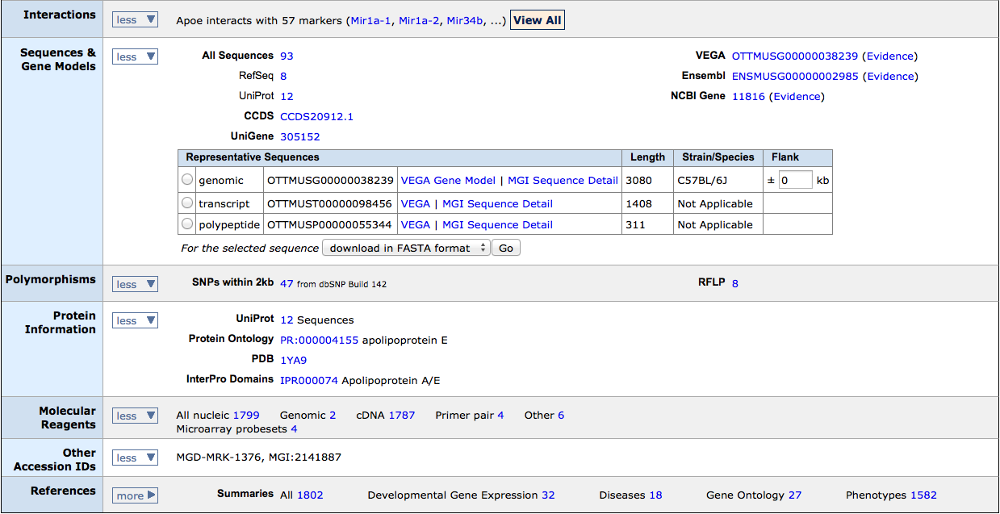 Interactions less ▼ Apoe interacts with 57 markers (Mir1a-1, Mir1a-2, Mir34b, ...) View All
Sequences & Gene Models less ▼ All Sequences 93 VEGA OTTMUSG00000038239 (Evidence)
RefSeq 8 Ensembl ENSMUSG00000002985 (Evidence)
UniProt 12 NCBI Gene 11816 (Evidence)
CCDS CCDS20912.1
UniGene 305152
Representative Sequences Length Strain/Species Flank
genomic OTTMUSG00000038239 VEGA Gene Model | MGI Sequence Detail 3080 C57BL/6J ± 0 kb
transcript OTTMUST00000098456 VEGA | MGI Sequence Detail 1408 Not Applicable
polypeptide OTTMUSP00000055344 VEGA | MGI Sequence Detail 311 Not Applicable
For the selected sequence download in FASTA format Go
Polymorphisms less ▼ SNPs within 2kb 47 from dbSNP Build 142 RFLP 8
Protein Information less ▼ UniProt 12 Sequences
Protein Ontology PR:000004155 apolipoprotein E
PDB 1YA9
InterPro Domains IPR000074 Apolipoprotein A/E
Molecular Reagents less ▼ All nucleic 1799 Genomic 2 cDNA 1787 Primer pair 4 Other 6
Microarray probesets 4
Other Accession IDs less ▼ MGD-MRK-1376, MGI:2141887
References more ▶ Summaries All 1802 Developmental Gene Expression 32 Diseases 18 Gene Ontology 27 Phenotypes 1582